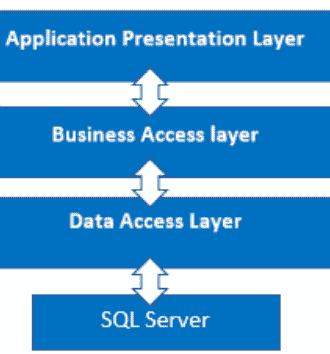 Application Presentation Layer
Business Access layer
Data Access Layer
SQL Server